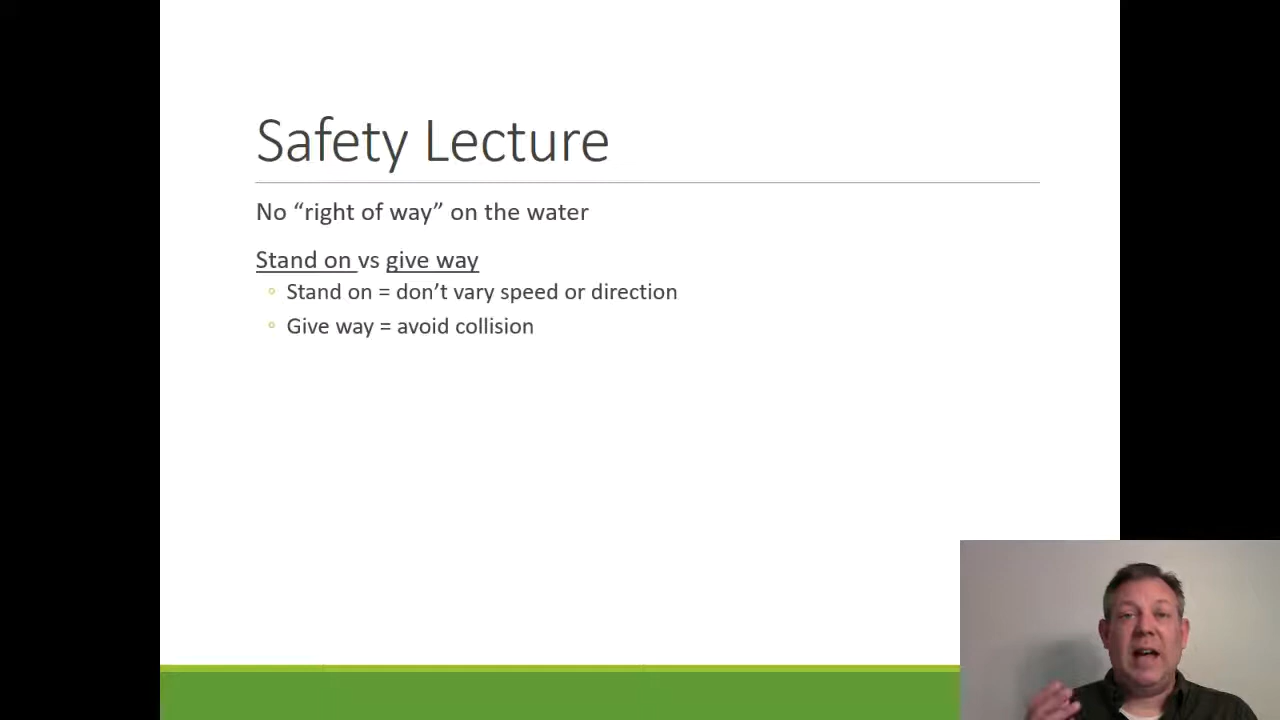 Safety Lecture
No “right of way” on the water
Stand on vs give way
Stand on = don’t vary speed or direction
Give way = avoid collision